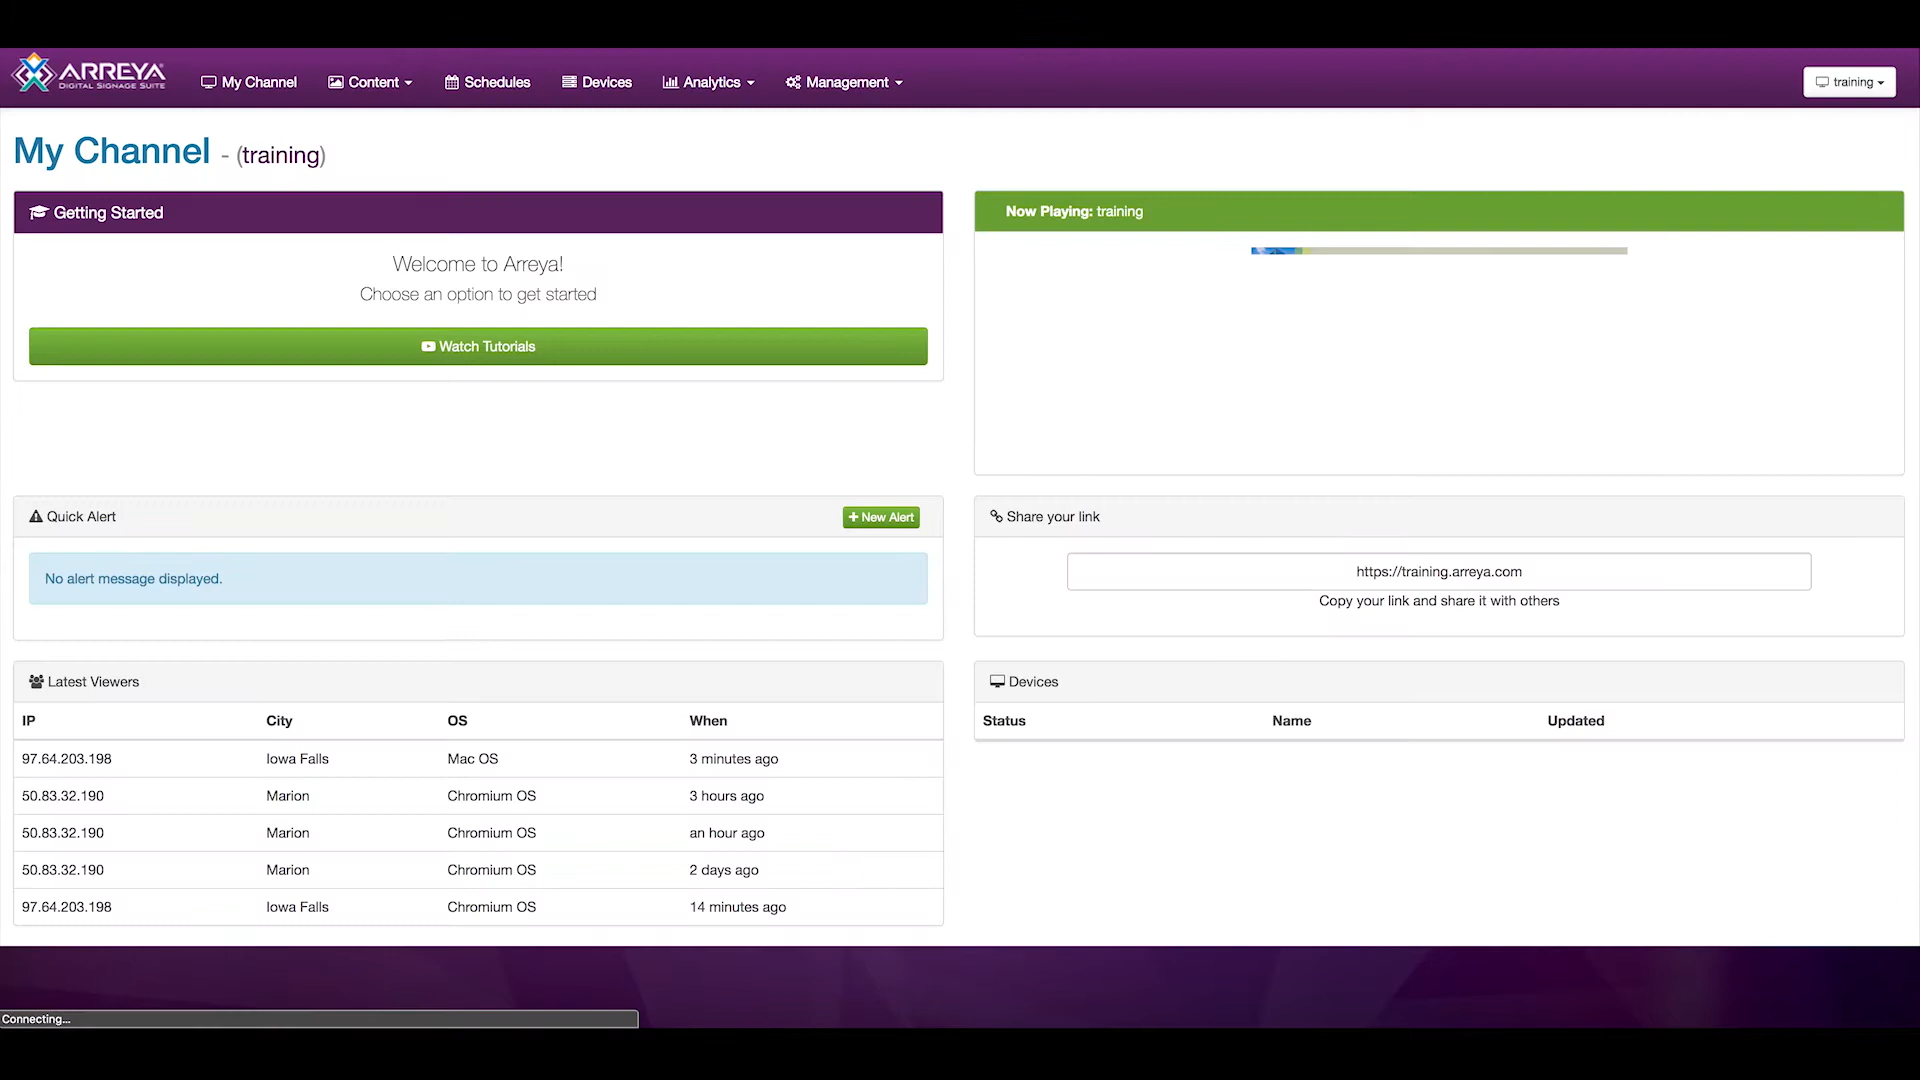 ARREYA
DIGITAL SIGNAGE SUITE
My Channel
Content
Schedules
Devices
Analytics
Management
training
My Channel - (training)
Getting Started
Welcome to Arreya!
Choose an option to get started
Watch Tutorials
Now Playing: training
Quick Alert
+ New Alert
No alert message displayed.
Share your link
https://training.arreya.com
Copy your link and share it with others
Latest Viewers
IP City OS When
97.64.203.198 Iowa Falls Mac OS 3 minutes ago
50.83.32.190 Marion Chromium OS 3 hours ago
50.83.32.190 Marion Chromium OS an hour ago
50.83.32.190 Marion Chromium OS 2 days ago
97.64.203.198 Iowa Falls Chromium OS 14 minutes ago
Devices
Status Name Updated
Connecting...